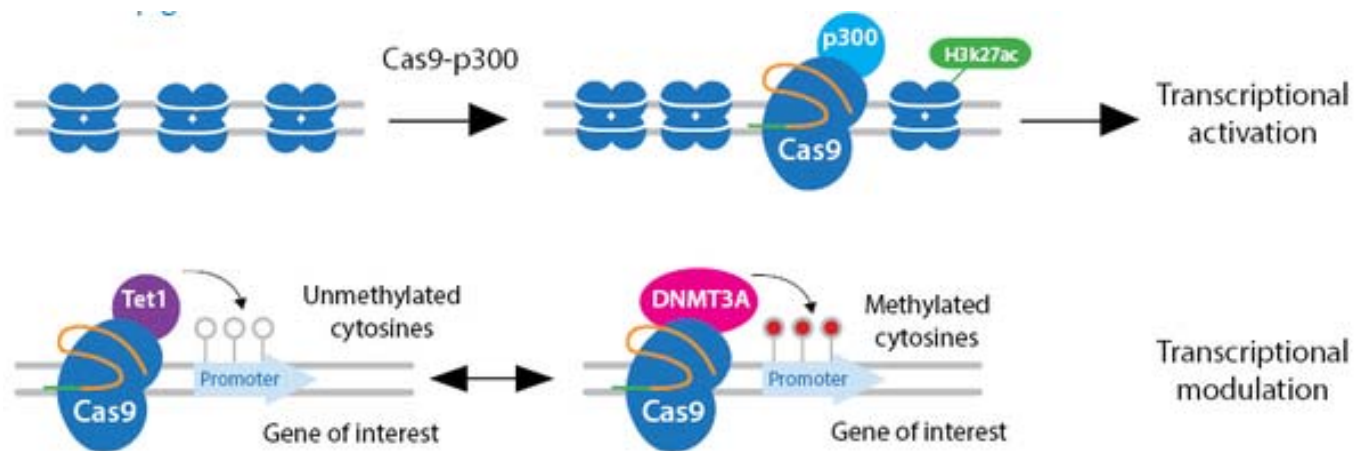 Cas9-p300
p300
H3k27ac
Cas9
Transcriptional
activation
Tet1
Unmethylated
cytosines
Promoter
Cas9
Gene of interest
DNMT3A
Methylated
cytosines
Promoter
Cas9
Gene of interest
Transcriptional
modulation